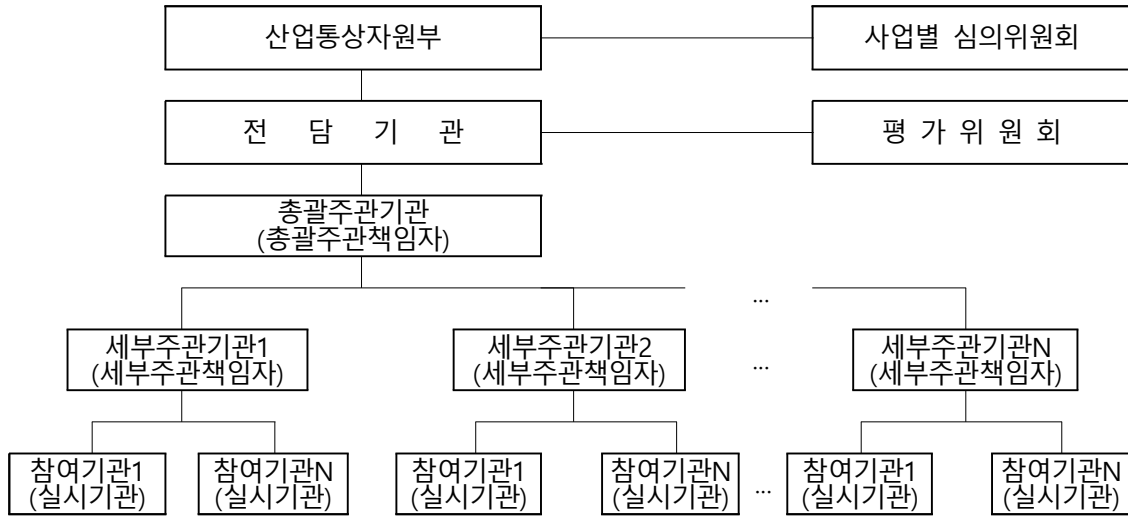 산업통상자원부
사업별 심의위원회
전 담 기 관
평 가 위 원 회
총괄주관기관
(총괄주관책임자)
...
세부주관기관1
(세부주관책임자)
세부주관기관2
(세부주관책임자)
...
세부주관기관N
(세부주관책임자)
참여기관1
(실시기관)
참여기관N
(실시기관)
참여기관1
(실시기관)
참여기관N
(실시기관)
...
참여기관1
(실시기관)
참여기관N
(실시기관)